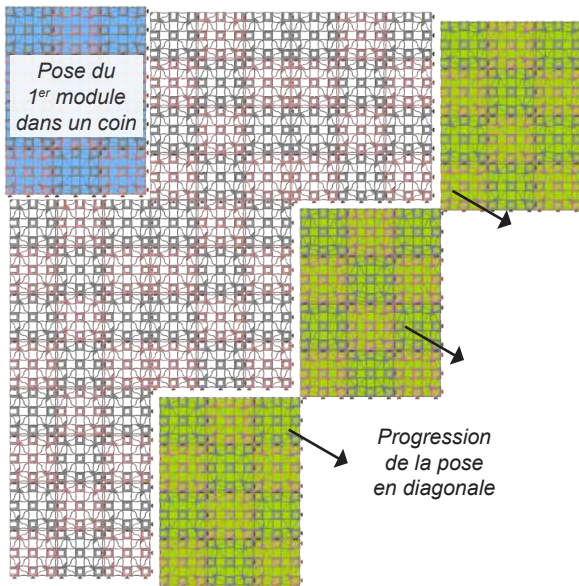 Pose du
1er module
dans un coin
Progression
de la pose
en diagonale